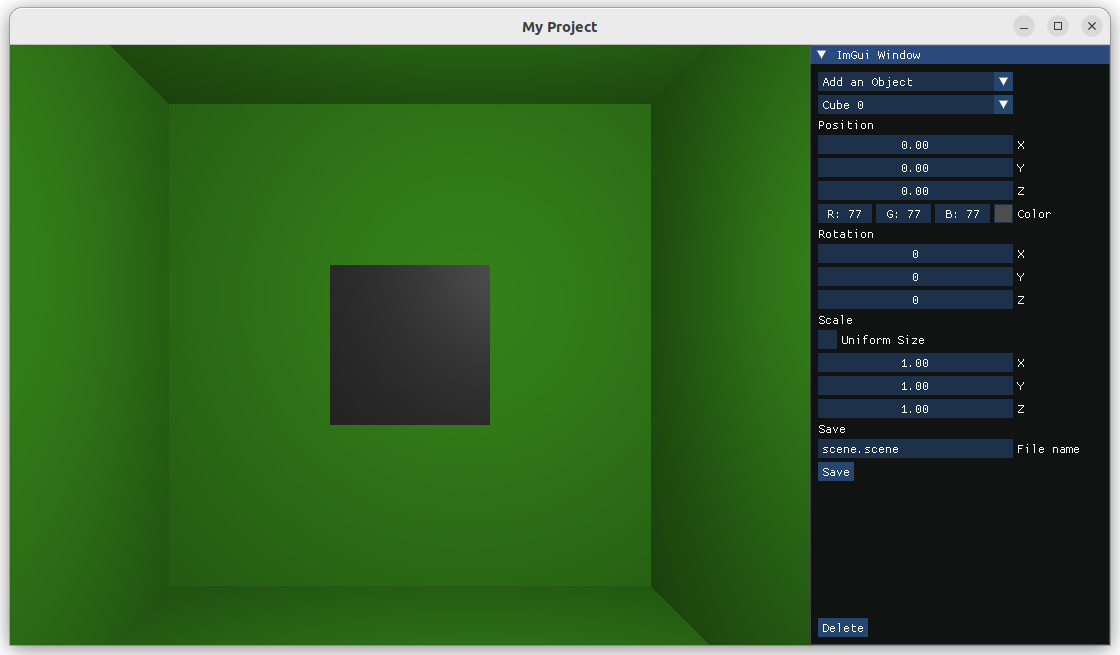 My Project
ImGui Window
Add an Object
Cube 0
Position
0.00 X
0.00 Y
0.00 Z
R: 77 G: 77 B: 77 Color
Rotation
0 X
0 Y
0 Z
Scale
Uniform Size
1.00 X
1.00 Y
1.00 Z
Save
scene.scene File name
Save
Delete